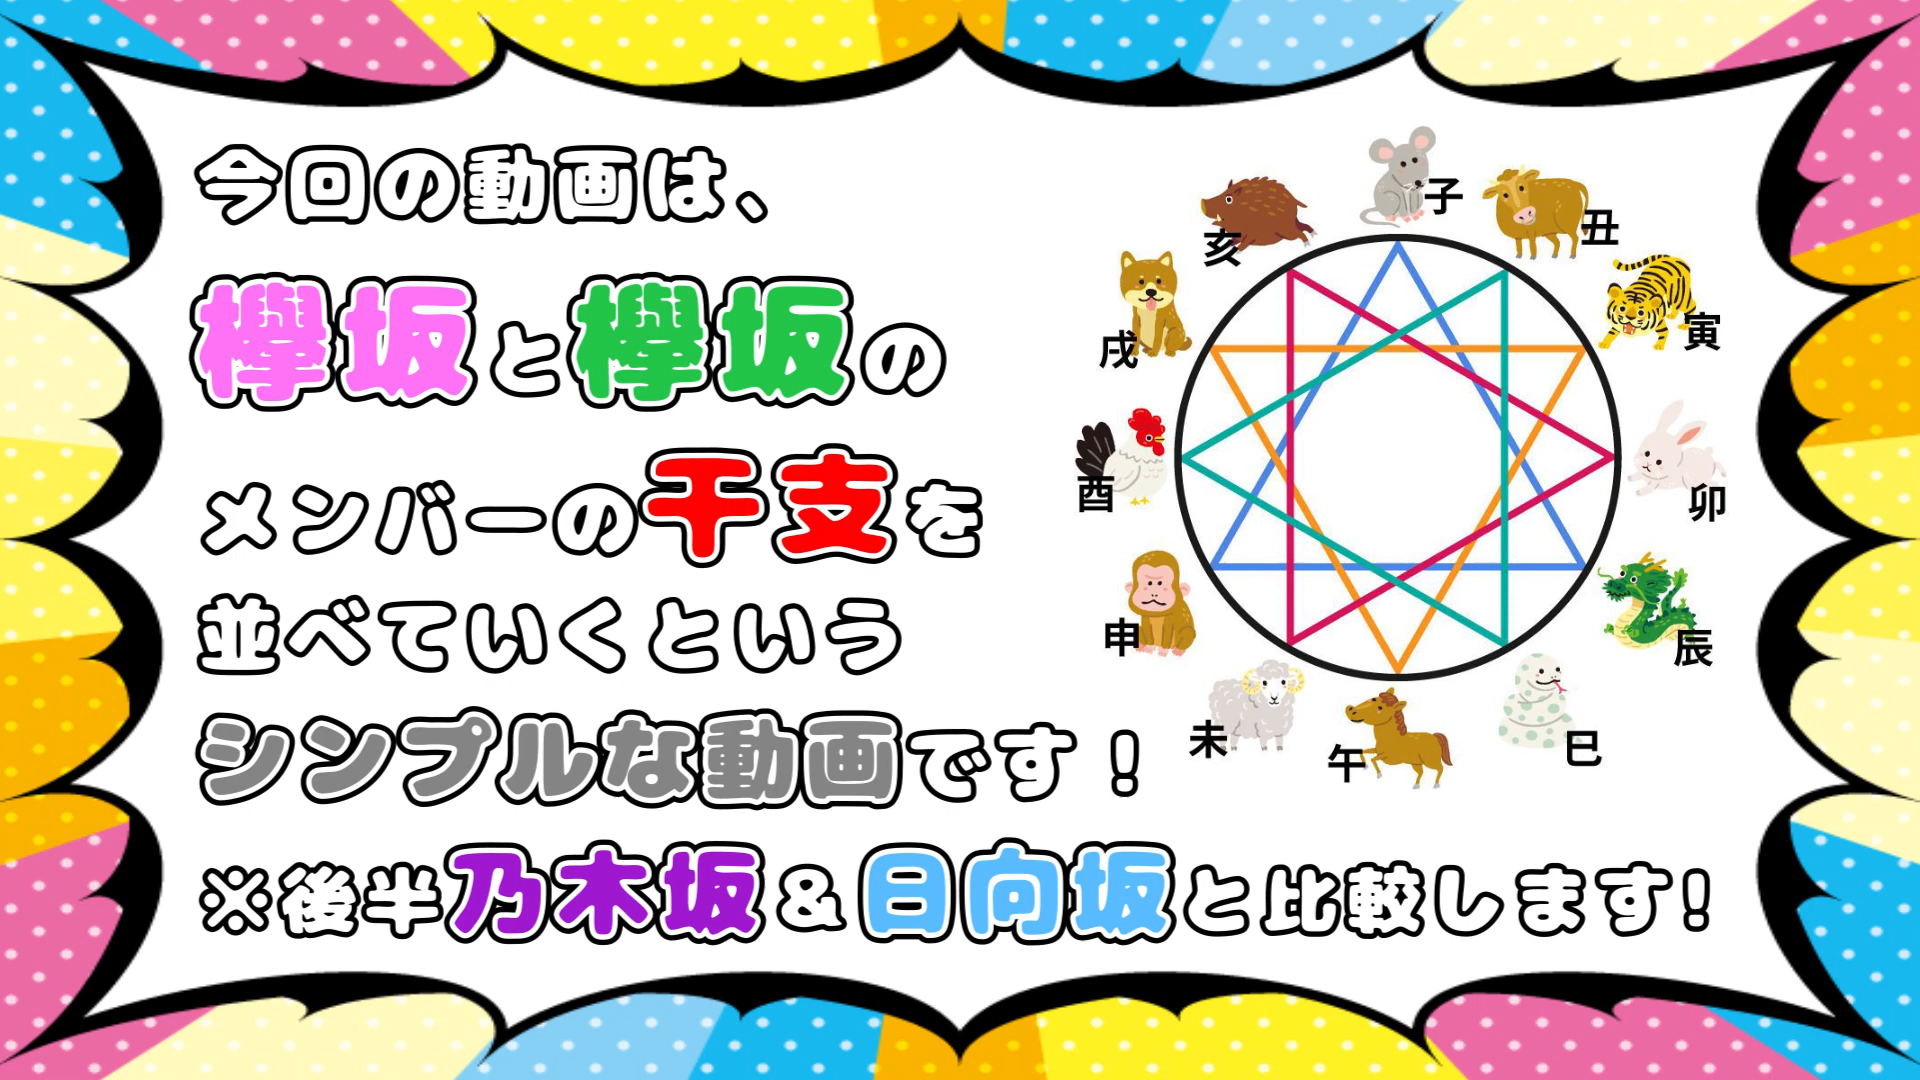 今回の動画は、
欅坂と欅坂の
メンバーの干支を
並べていくという
シンプルな動画です！
※後半乃木坂＆日向坂と比較します!
子
丑
寅
卯
辰
巳
午
未
申
酉
戌
亥